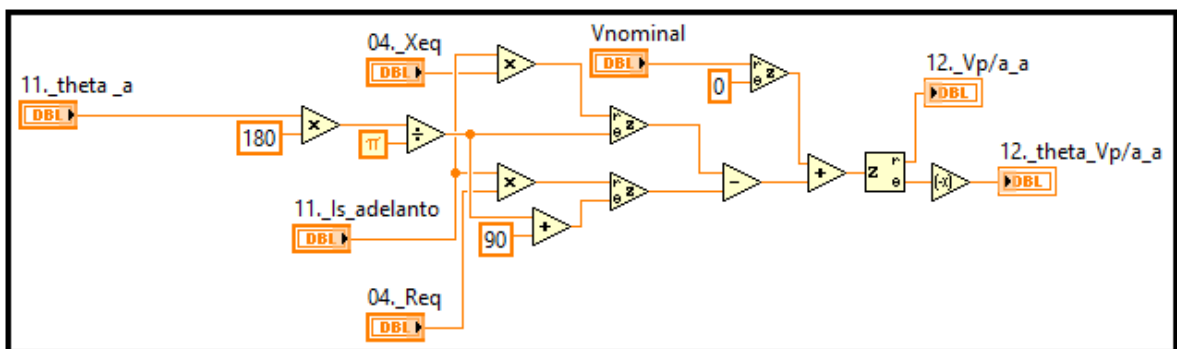 04._Xeq
DBL
Vnominal
DBL
r
θ
z
0
12._Vp/a_a
DBL
11._theta _a
DBL
180
×
π
÷
×
r
θ
z
×
r
θ
z
−
+
z
r
θ
(-x)
12._theta_Vp/a_a
DBL
11._Is_adelanto
DBL
90
+
04._Req
DBL